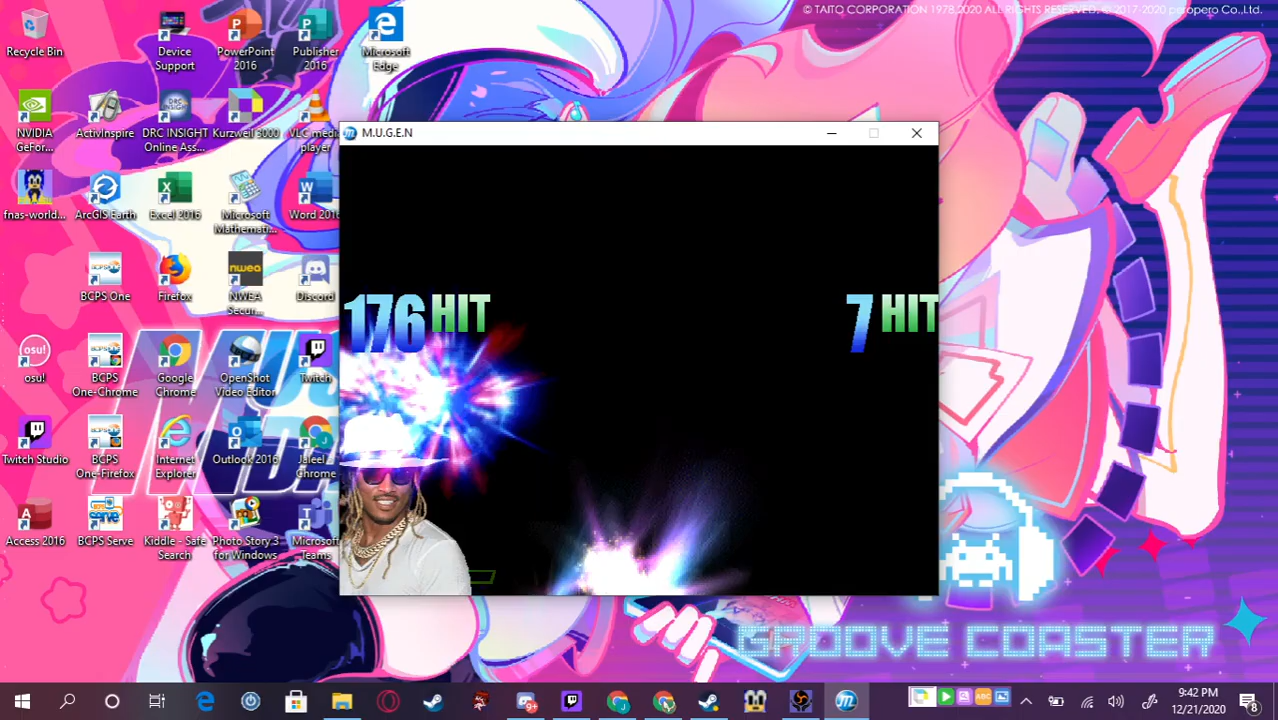 © TAITO CORPORATION 1978,2020 ALL RIGHTS RESERVED, © 2017-2020 peropero Co.,Ltd.
Recycle Bin
Device Support
PowerPoint 2016
Publisher 2016
Microsoft Edge
NVIDIA GeFor...
ActivInspire
DRC INSIGHT Online Ass...
Kurzweil 3000
VLC media player
M.U.G.E.N
fnas-world...
ArcGIS Earth
Excel 2016
Microsoft Mathemati...
Word 2016
BCPS One
Firefox
NWEA Secur...
Discord
176 HIT
7 HIT
osu!
BCPS One-Chrome
Google Chrome
OpenShot Video Editor
Twitch
Twitch Studio
BCPS One-Firefox
Internet Explorer
Outlook 2016
Jaleel - Chrome
Access 2016
BCPS Serve
Kiddle - Safe Search
Photo Story 3 for Windows
Microsoft Teams
GROOVE COASTER
9:42 PM
12/21/2020